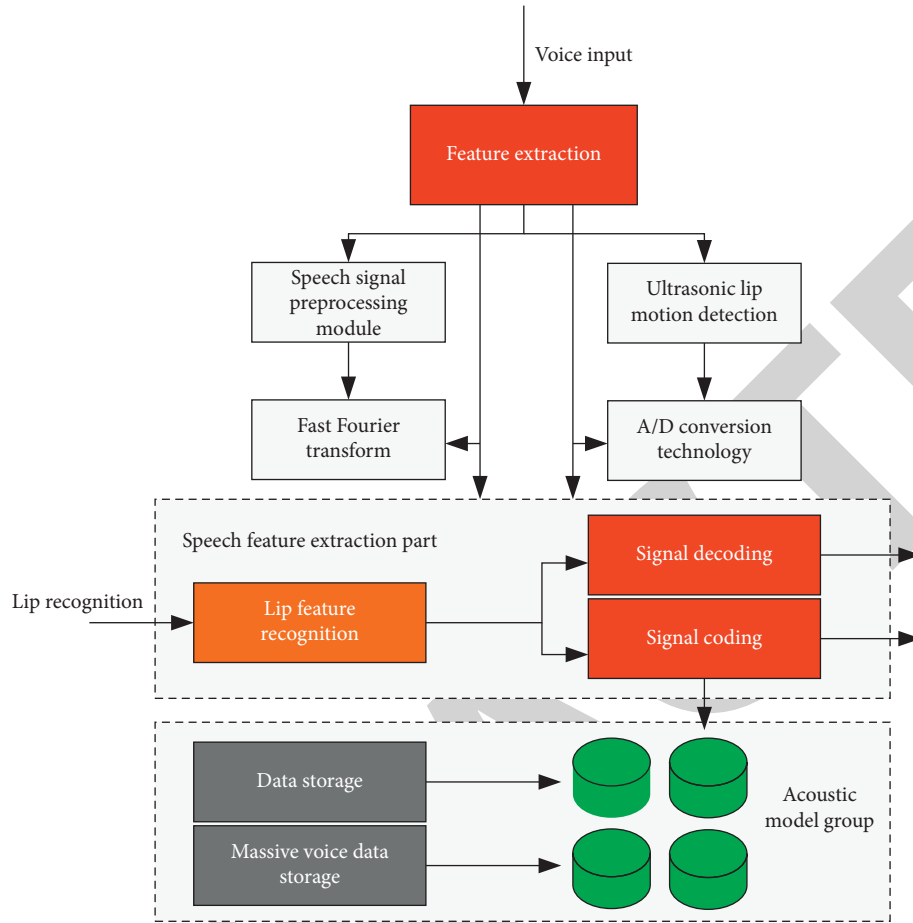 Voice input
Feature extraction
Speech signal
preprocessing
module
Ultrasonic lip
motion detection
Fast Fourier
transform
A/D conversion
technology
Speech feature extraction part
Signal decoding
Lip recognition
Lip feature
recognition
Signal coding
Data storage
Acoustic
model group
Massive voice data
storage